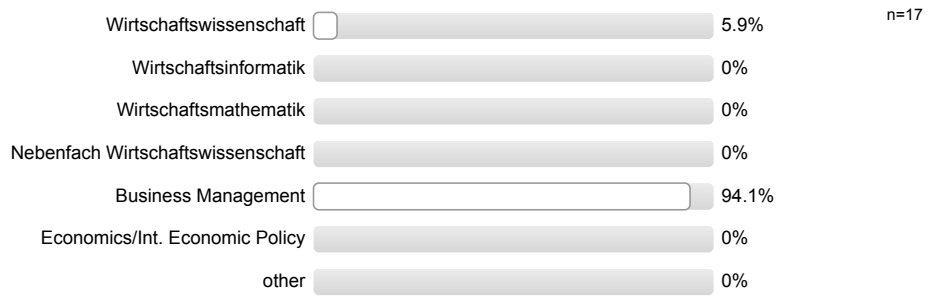 Wirtschaftswissenschaft 5.9% n=17
Wirtschaftsinformatik 0%
Wirtschaftsmathematik 0%
Nebenfach Wirtschaftswissenschaft 0%
Business Management 94.1%
Economics/Int. Economic Policy 0%
other 0%